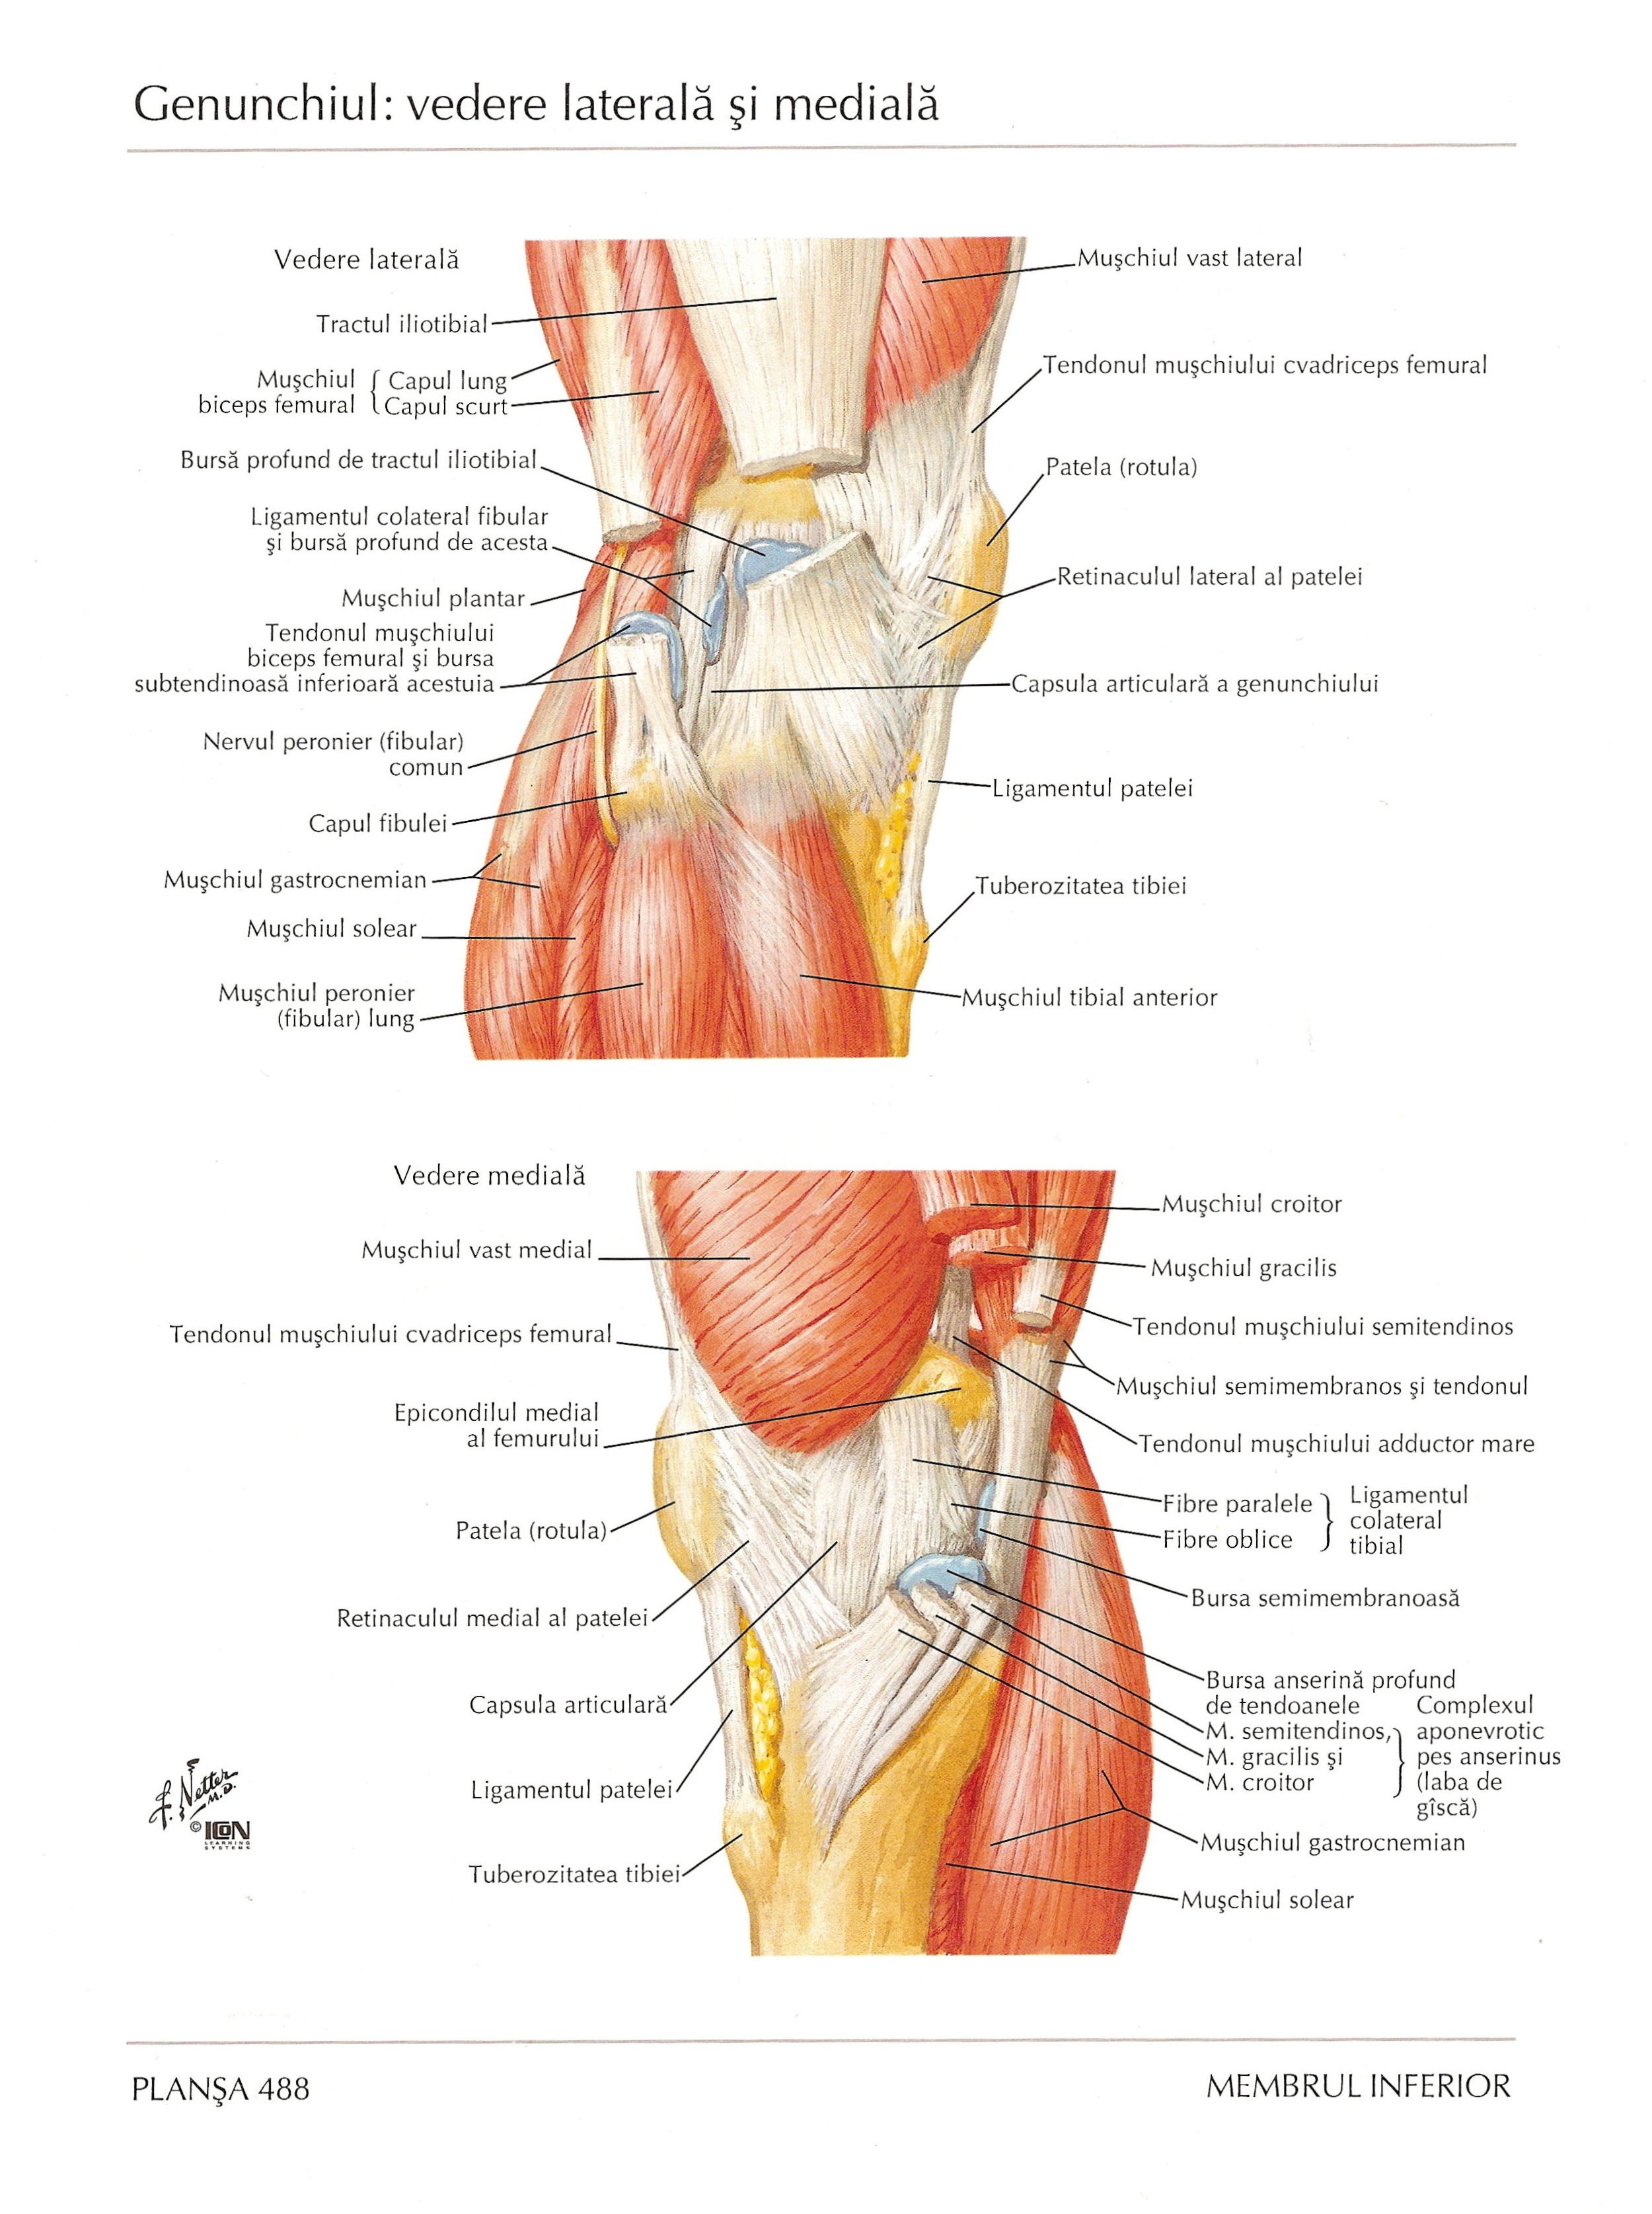 Genunchiul: vedere laterală şi medială
Vedere laterală
Tractul iliotibial
Muşchiul
biceps femural
Capul lung
Capul scurt
Bursă profund de tractul iliotibial
Ligamentul colateral fibular
şi bursă profund de acesta
Muşchiul plantar
Tendonul muşchiului
biceps femural şi bursa
subtendinoasă inferioară acestuia
Nervul peronier (fibular)
comun
Capul fibulei
Muşchiul gastrocnemian
Muşchiul solear
Muşchiul peronier
(fibular) lung
Muşchiul vast lateral
Tendonul muşchiului cvadriceps femural
Patela (rotula)
Retinaculul lateral al patelei
Capsula articulară a genunchiului
Ligamentul patelei
Tuberozitatea tibiei
Muşchiul tibial anterior
Vedere medială
Muşchiul vast medial
Tendonul muşchiului cvadriceps femural
Epicondilul medial
al femurului
Patela (rotula)
Retinaculul medial al patelei
Capsula articulară
Ligamentul patelei
Tuberozitatea tibiei
Muşchiul croitor
Muşchiul gracilis
Tendonul muşchiului semitendinos
Muşchiul semimembranos şi tendonul
Tendonul muşchiului adductor mare
Fibre paralele
Fibre oblice
Ligamentul
colateral
tibial
Bursa semimembranoasă
Bursa anserină profund
de tendoanele
M. semitendinos,
M. gracilis şi
M. croitor
Complexul
aponevrotic
pes anserinus
(laba de
gîscă)
Muşchiul gastrocnemian
Muşchiul solear
F. Netter
M.D.
© ICON
LEARNING
SYSTEMS
PLANŞA 488
MEMBRUL INFERIOR